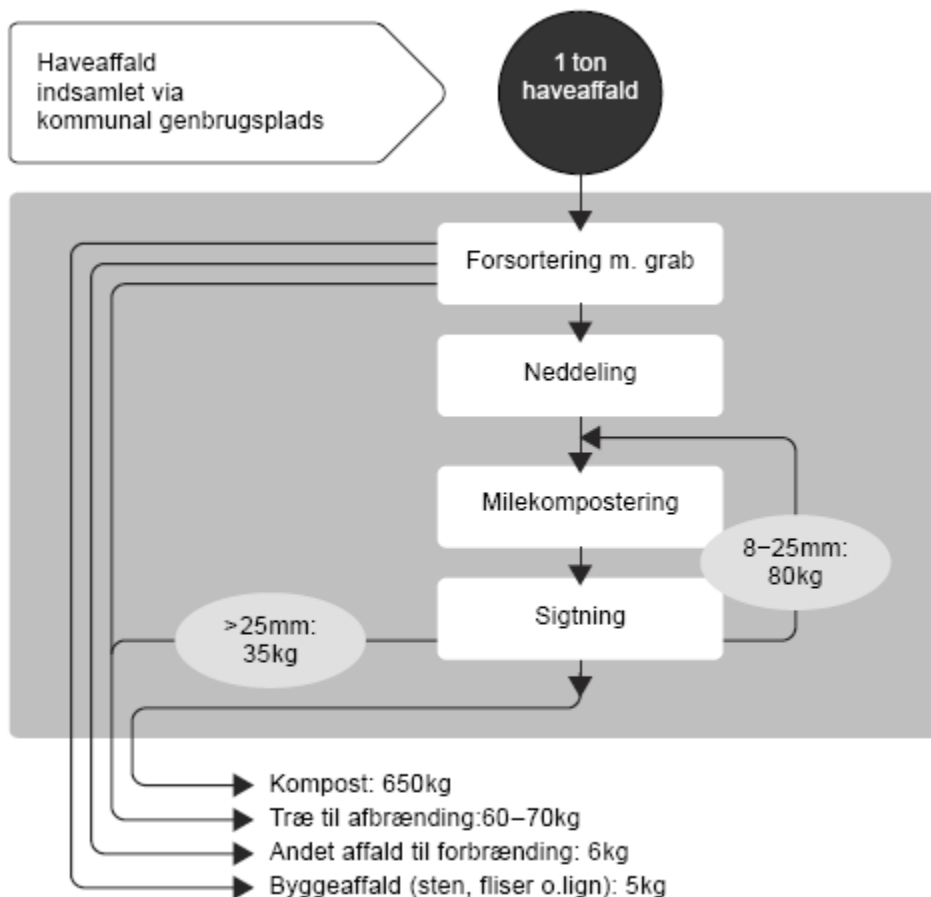 Haveaffald
indsamlet via
kommunal genbrugsplads
1 ton
haveaffald
Forsortering m. grab
Neddeling
Milekompostering
8–25mm:
80kg
Sigtning
>25mm:
35kg
Kompost: 650kg
Træ til afbrænding:60–70kg
Andet affald til forbrænding: 6kg
Byggeaffald (sten, fliser o.lign): 5kg